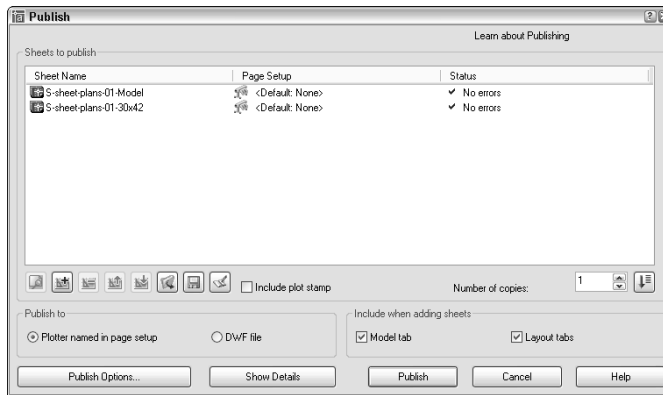 Publish
Learn about Publishing
Sheets to publish
Sheet Name Page Setup Status
S-sheet-plans-01-Model <Default: None> No errors
S-sheet-plans-01-30x42 <Default: None> No errors
Include plot stamp Number of copies: 1
Publish to Include when adding sheets
Plotter named in page setup DWF file Model tab Layout tabs
Publish Options... Show Details Publish Cancel Help